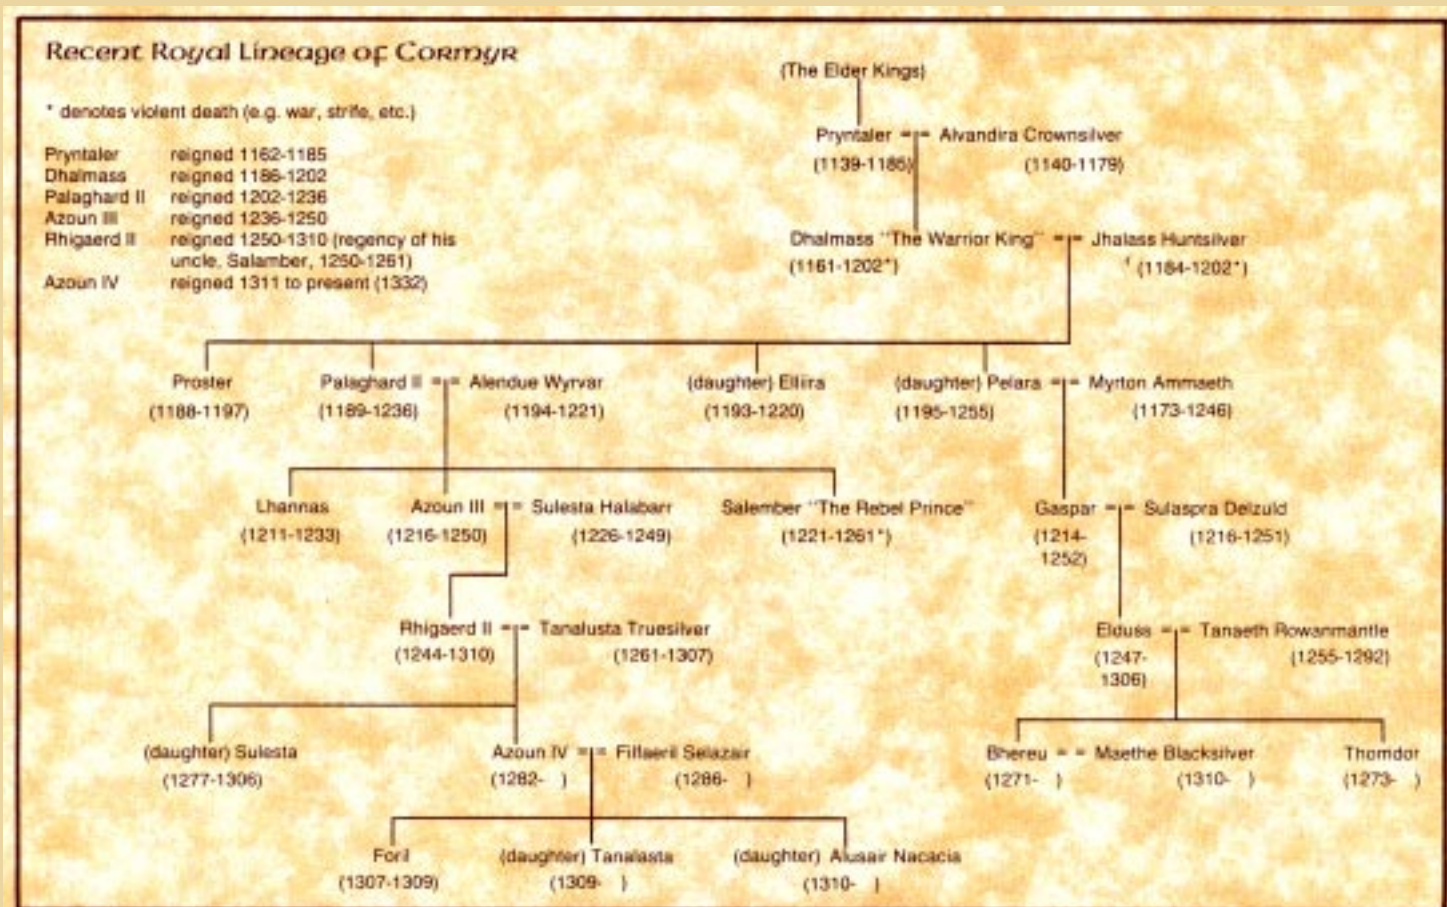 Recent Royal Lineage of Cormyr
* denotes violent death (e.g. war, strife, etc.)
Pryntaler reigned 1162-1185
Dhalmass reigned 1186-1202
Palaghard II reigned 1202-1236
Azoun III reigned 1236-1250
Rhigaerd II reigned 1250-1310 (regency of his
uncle, Salamber, 1250-1261)
Azoun IV reigned 1311 to present (1332)
(The Elder Kings)
Pryntaler == Alvandira Crownsilver
(1139-1185) (1140-1179)
Dhalmass "The Warrior King" == Jhalass Huntsilver
(1161-1202*) (1184-1202*)
Proster Palaghard II == Alendue Wyrvar (daughter) Elliira (daughter) Pelara == Myrton Ammaeth
(1188-1197) (1189-1236) (1194-1221) (1193-1220) (1195-1255) (1173-1246)
Lhannas Azoun III == Sulesta Halabarr Salember "The Rebel Prince" Gaspar == Sulaspra Delzuld
(1211-1233) (1216-1250) (1226-1249) (1221-1261*) (1214- (1216-1251)
1252)
Rhigaerd II == Tanalusta Truesilver Elduss == Tanaeth Rowanmantle
(1244-1310) (1261-1307) (1247- (1255-1292)
1306)
(daughter) Sulesta Azoun IV == Filfaeril Selazair Bhereu == Maethe Blacksilver Thomdor
(1277-1306) (1282- ) (1286- ) (1271- ) (1310- ) (1273- )
Foril (daughter) Tanalasta (daughter) Alusair Nacacia
(1307-1309) (1309- ) (1310- )